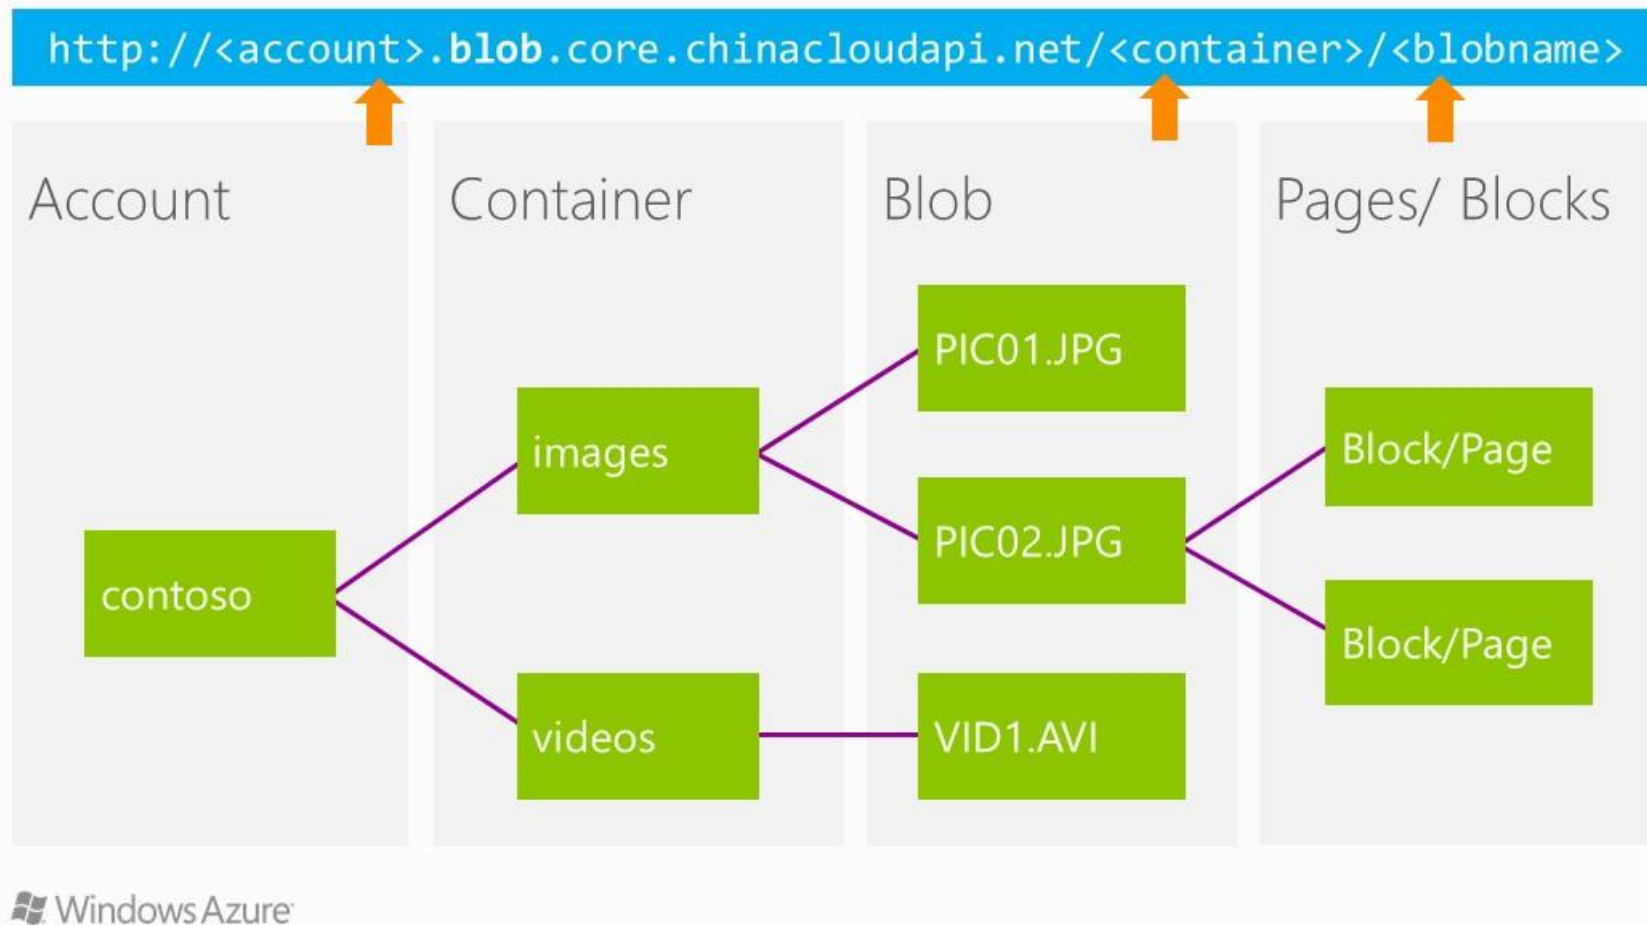 http://<account>.blob.core.chinacloudapi.net/<container>/<blobname>
Account
Container
Blob
Pages/ Blocks
PIC01.JPG
images
Block/Page
PIC02.JPG
contoso
Block/Page
videos
VID1.AVI
Windows Azure